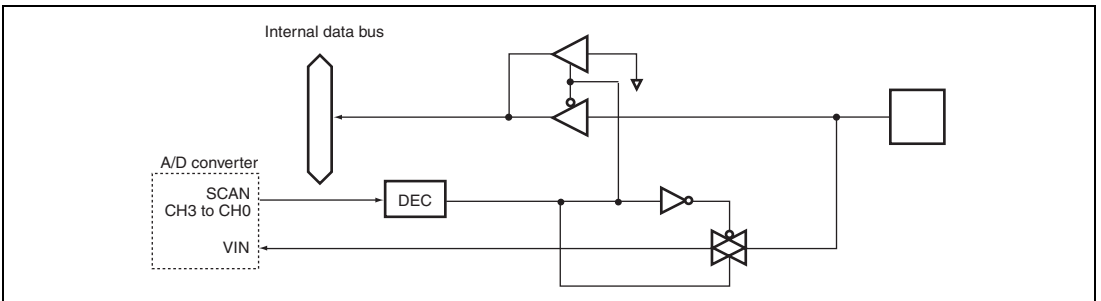 Internal data bus
A/D converter
SCAN
CH3 to CH0
DEC
VIN